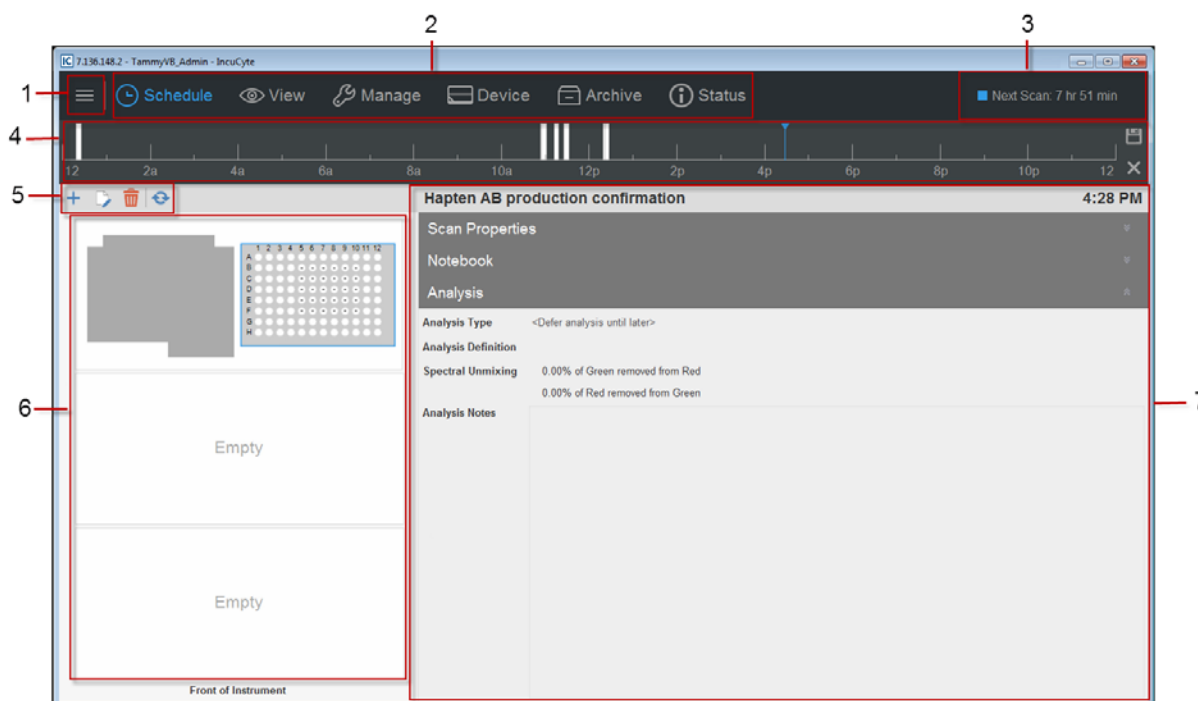 2
3
IC 7.136.148.2 - TammyVB_Admin - IncuCyte
1
Schedule View Manage Device Archive Status
Next Scan: 7 hr 51 min
4
12 2a 4a 6a 8a 10a 12p 2p 4p 6p 8p 10p 12
5
Hapten AB production confirmation 4:28 PM
Scan Properties
Notebook
Analysis
1 2 3 4 5 6 7 8 9 10 11 12
A
B
C
D
E
F
G
H
Analysis Type <Defer analysis until later>
Analysis Definition
Spectral Unmixing 0.00% of Green removed from Red
0.00% of Red removed from Green
Analysis Notes
6
7
Empty
Empty
Front of Instrument